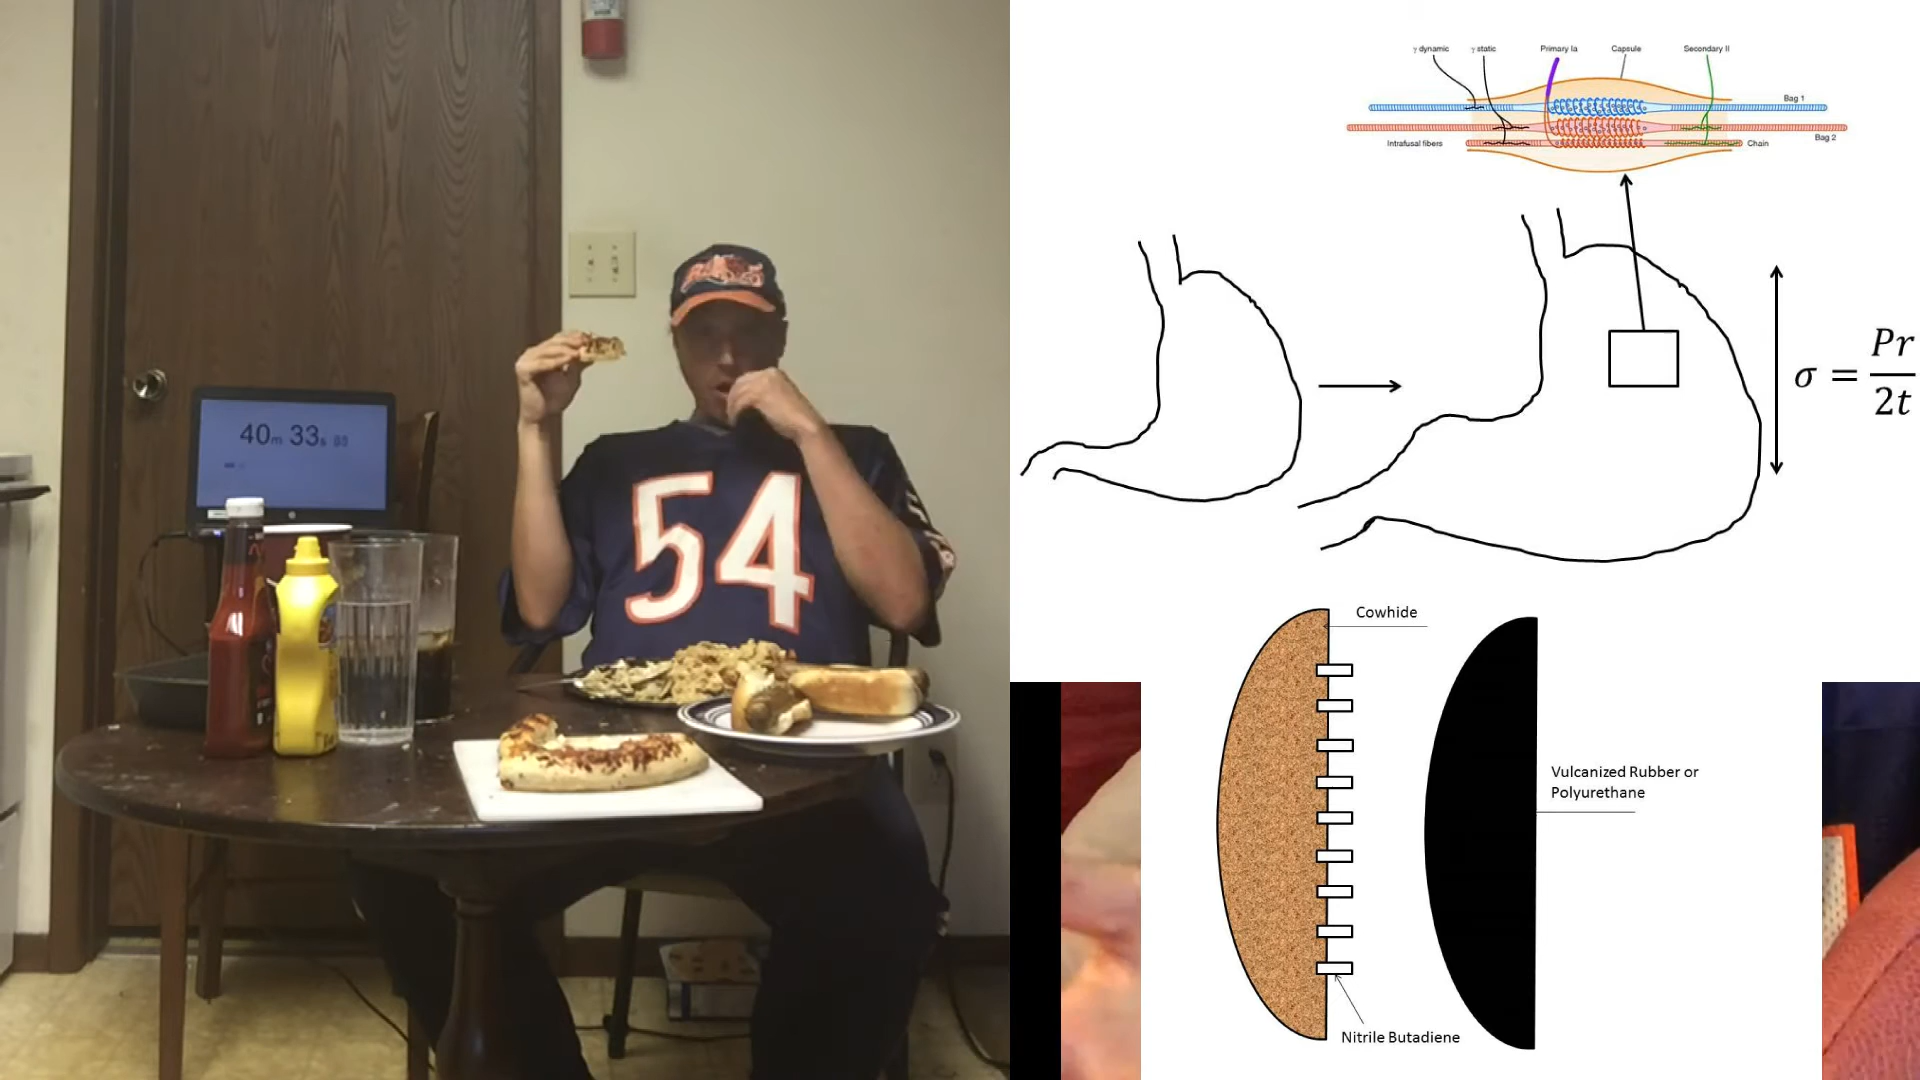 40m 33s
54
γ dynamic
γ static
Primary Ia
Capsule
Secondary II
Bag 1
Bag 2
Intrafusal fibers
Chain
σ = Pr/2t
Cowhide
Vulcanized Rubber or
Polyurethane
Nitrile Butadiene